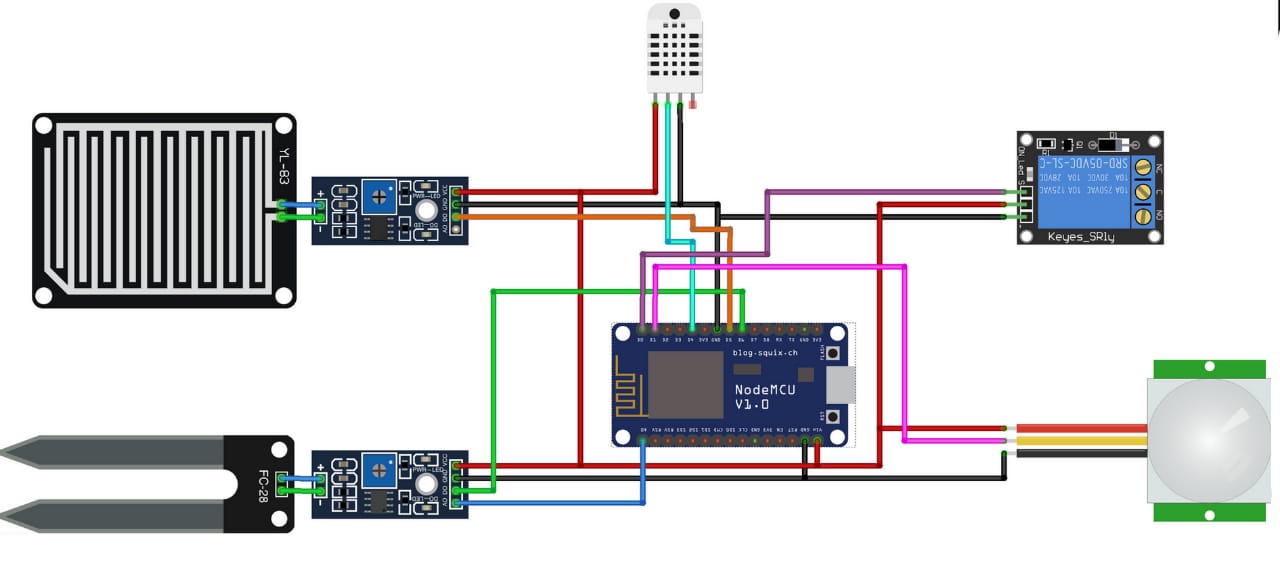 YL-83
VCC
GND
DO
AO
PWR-LED
DO-LED
+
-
ON Led
SRD-05VDC-SL-C
10A 250VAC 10A 125VAC
10A 30VDC 10A 28VDC
NC
C
NO
Keyes_SRly
D0 D1 D2 D3 D4 3V3 GND D5 D6 D7 D8 RX TX GND 3V3
blog.squix.ch
FLASH
NodeMCU
V1.0
RST
A0 RSV RSV SD3 SD2 SD1 CMD SD0 CLK GND 3V3 EN RST GND Vin
FC-28
VCC
GND
DO
AO
PWR-LED
DO-LED
+
-